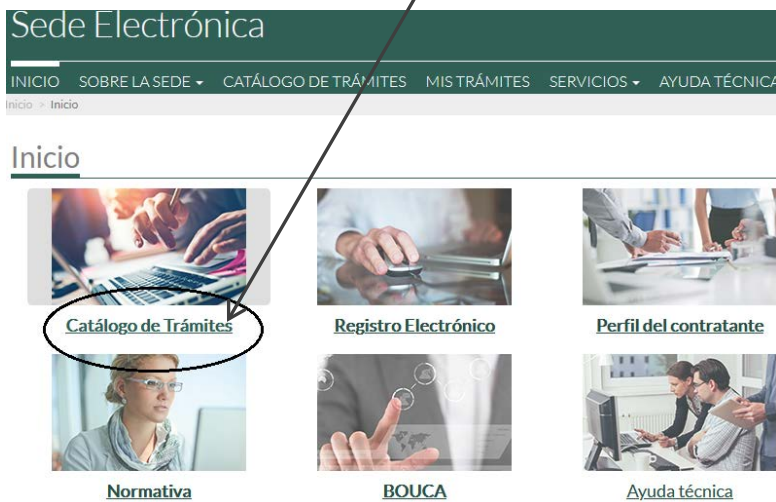 Sede Electrónica
INICIO SOBRE LA SEDE CATÁLOGO DE TRÁMITES MIS TRÁMITES SERVICIOS AYUDA TÉCNICA
Inicio > Inicio
Inicio
Catálogo de Trámites Registro Electrónico Perfil del contratante
Normativa BOUCA Ayuda técnica